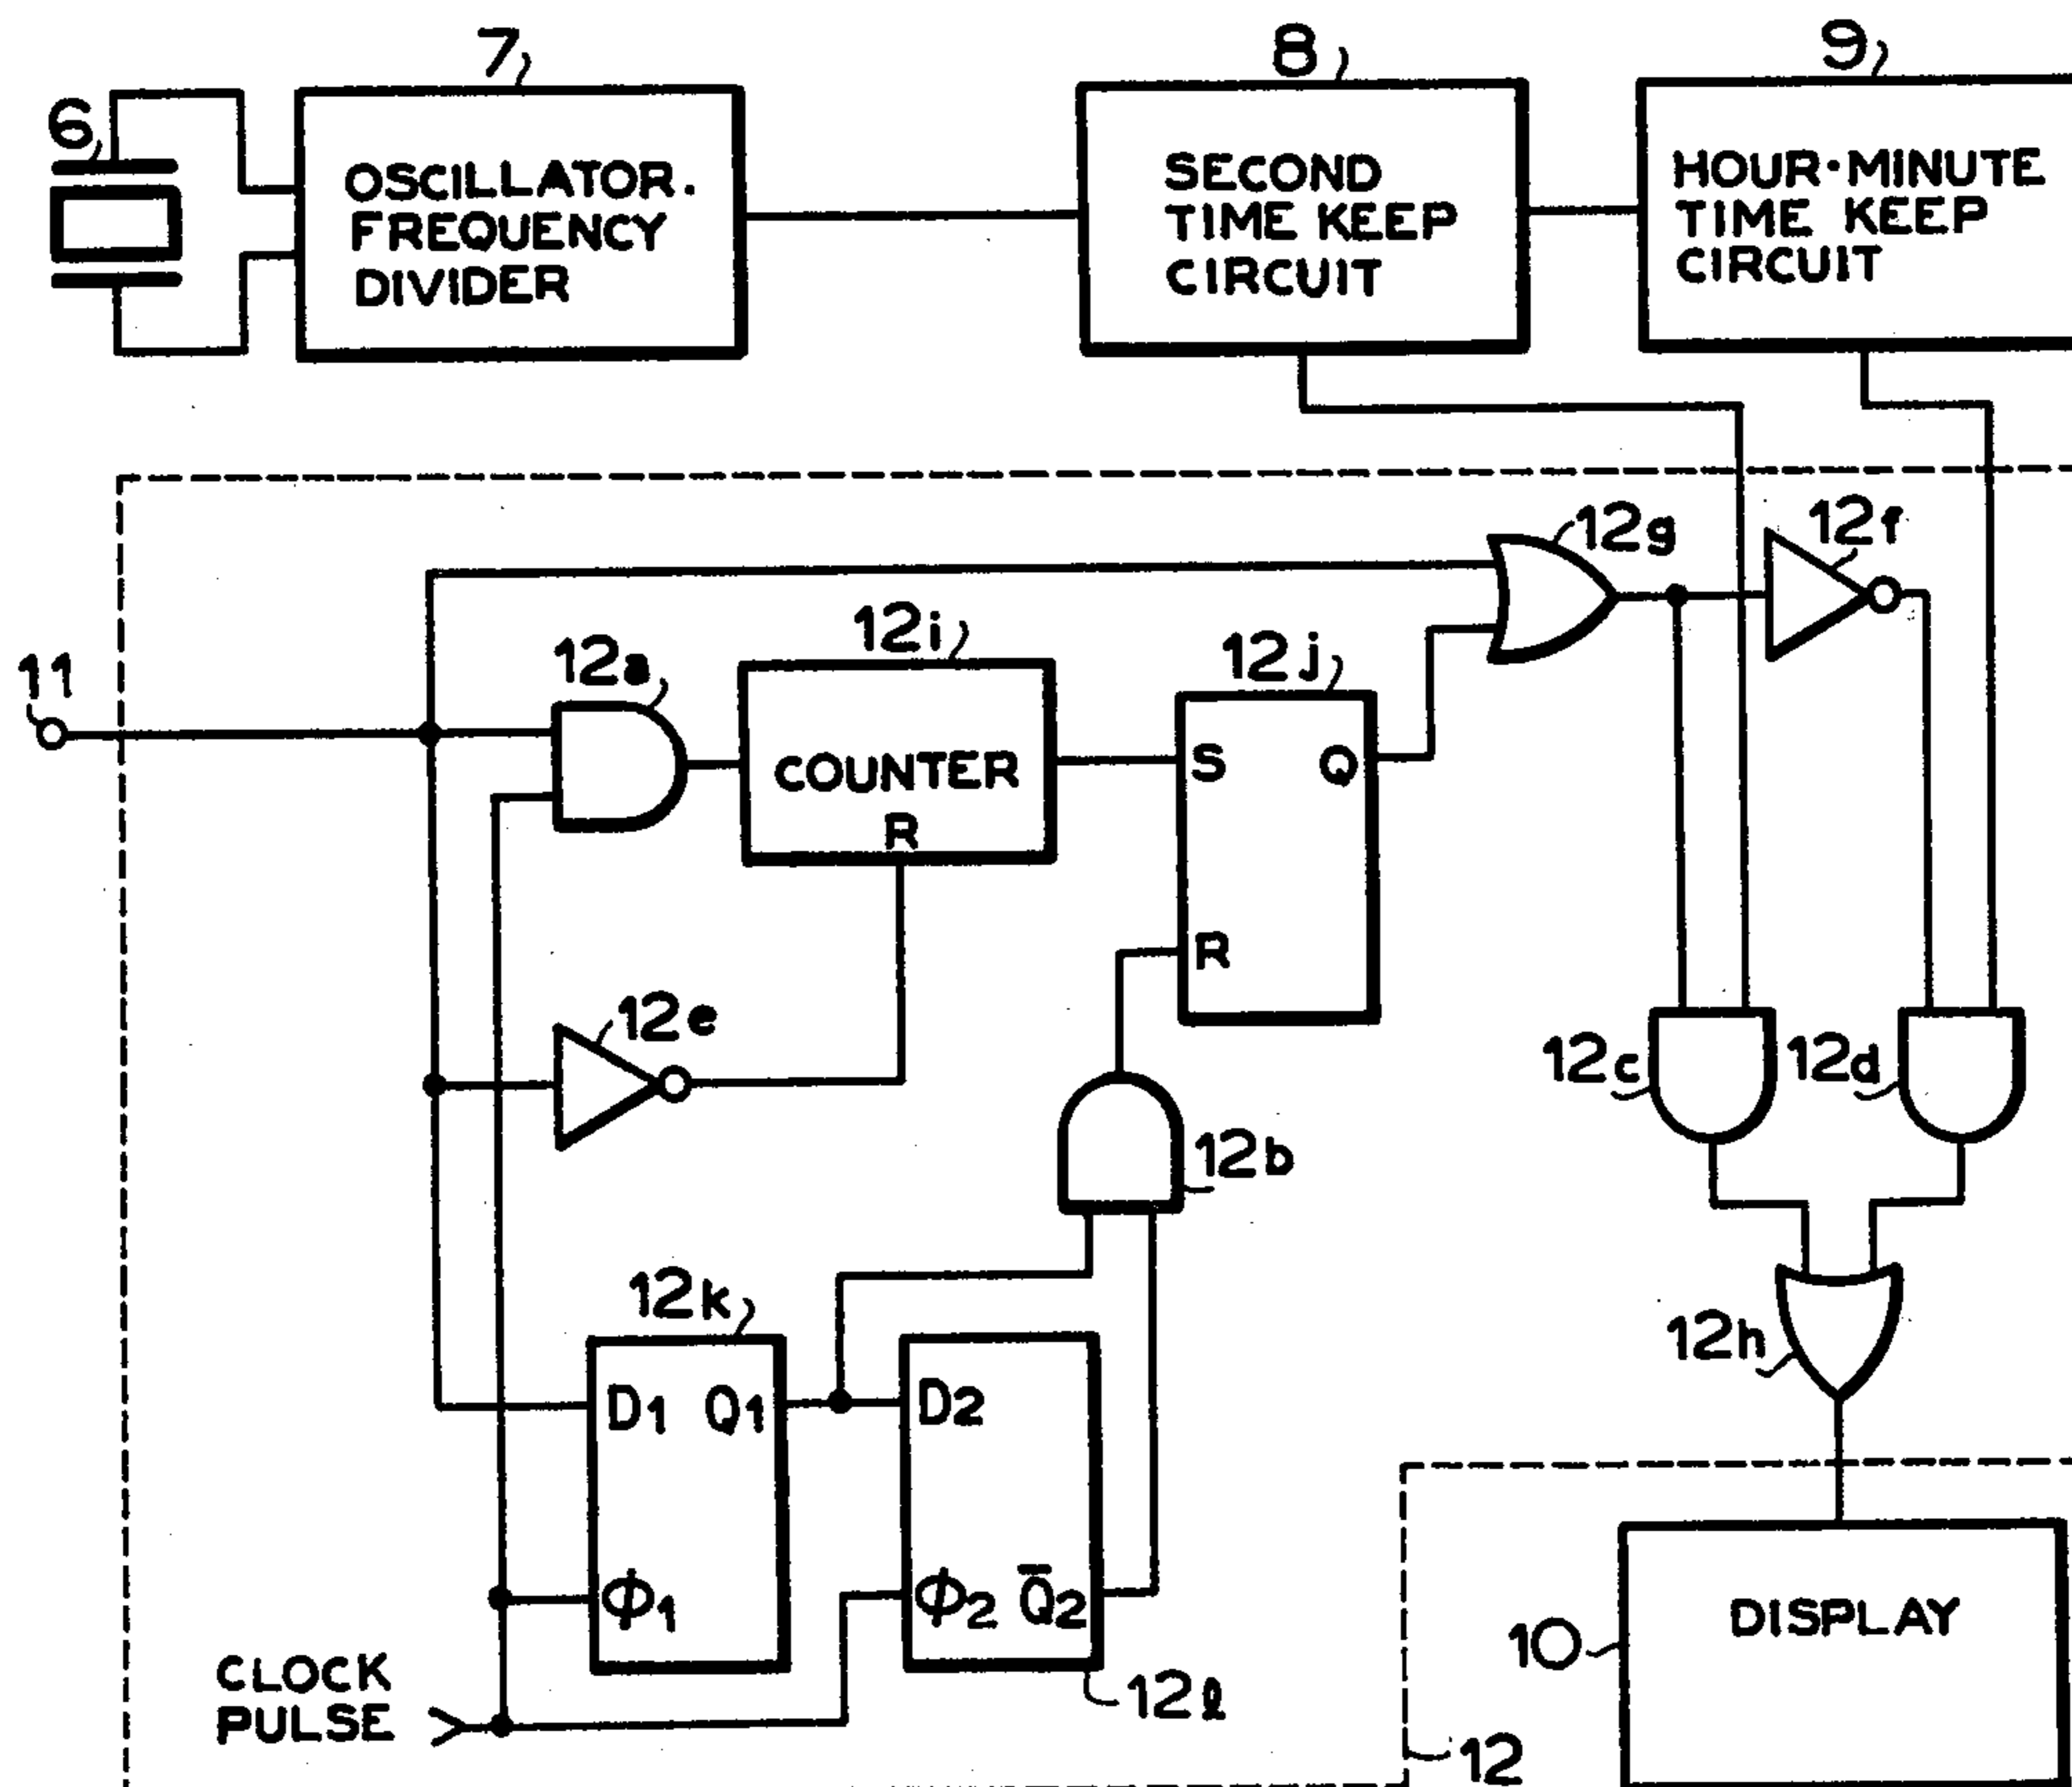 7
8
9
6
OSCILLATOR.
FREQUENCY
DIVIDER
SECOND
TIME KEEP
CIRCUIT
HOUR·MINUTE
TIME KEEP
CIRCUIT
12g
12f
11
12a
12i
12j
COUNTER
R
S
Q
R
12e
12c
12d
12b
12k
12h
D1
Q1
D2
Φ1
Φ2
Q̅2
CLOCK
PULSE
12l
12
10
DISPLAY